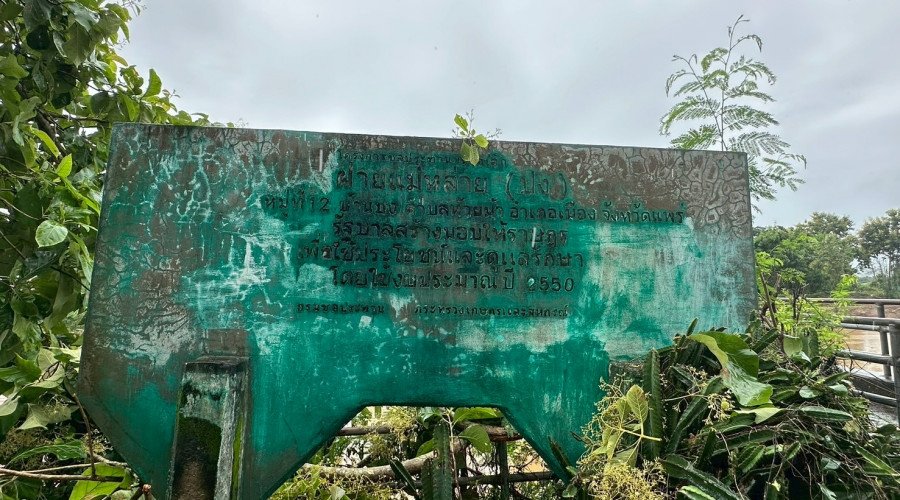 ฝายแม่หล่าย (ปง)
หมู่ที่ 12 ตำบลห้วยม้า อำเภอเมือง จังหวัดแพร่
รัฐบาลสร้างมอบให้ราษฎร
เพื่อใช้ประโยชน์และดูแลรักษา
โดยใช้งบประมาณปี 2550
กรมชลประทาน กระทรวงเกษตรและสหกรณ์